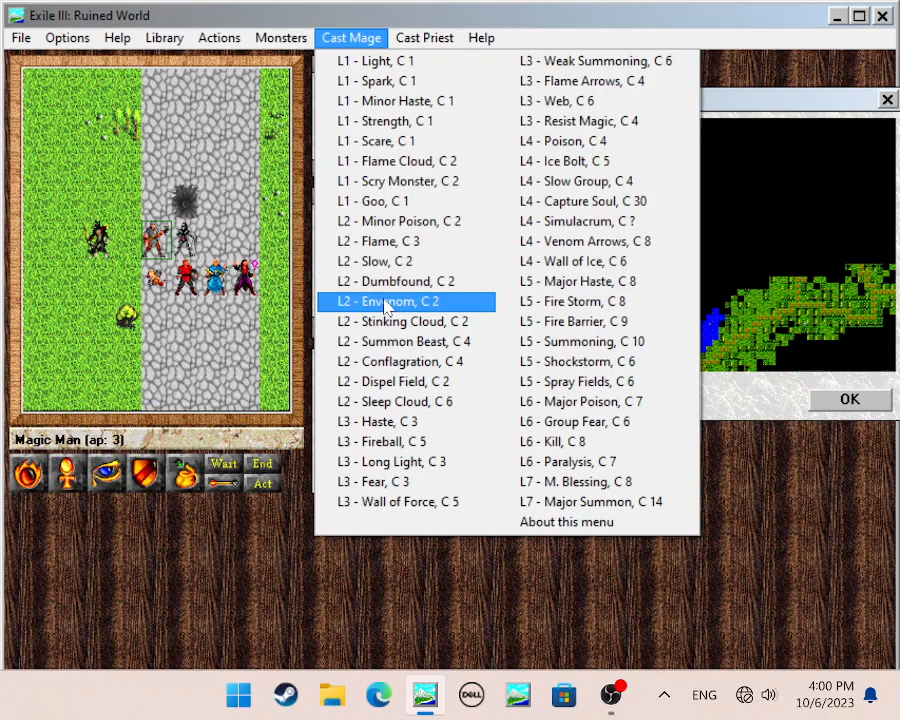 Exile III: Ruined World
File Options Help Library Actions Monsters Cast Mage Cast Priest Help
L1 - Light, C 1
L1 - Spark, C 1
L1 - Minor Haste, C 1
L1 - Strength, C 1
L1 - Scare, C 1
L1 - Flame Cloud, C 2
L1 - Scry Monster, C 2
L1 - Goo, C 1
L2 - Minor Poison, C 2
L2 - Flame, C 3
L2 - Slow, C 2
L2 - Dumbfound, C 2
L2 - Envenom, C 2
L2 - Stinking Cloud, C 2
L2 - Summon Beast, C 4
L2 - Conflagration, C 4
L2 - Dispel Field, C 2
L2 - Sleep Cloud, C 6
L3 - Haste, C 3
L3 - Fireball, C 5
L3 - Long Light, C 3
L3 - Fear, C 3
L3 - Wall of Force, C 5
L3 - Weak Summoning, C 6
L3 - Flame Arrows, C 4
L3 - Web, C 6
L3 - Resist Magic, C 4
L4 - Poison, C 4
L4 - Ice Bolt, C 5
L4 - Slow Group, C 4
L4 - Capture Soul, C 30
L4 - Simulacrum, C ?
L4 - Venom Arrows, C 8
L4 - Wall of Ice, C 6
L5 - Major Haste, C 8
L5 - Fire Storm, C 8
L5 - Fire Barrier, C 9
L5 - Summoning, C 10
L5 - Shockstorm, C 6
L5 - Spray Fields, C 6
L6 - Major Poison, C 7
L6 - Group Fear, C 6
L6 - Kill, C 8
L6 - Paralysis, C 7
L7 - M. Blessing, C 8
L7 - Major Summon, C 14
About this menu
OK
Magic Man (ap: 3)
Wait End
Act
DELL
ENG
4:00 PM
10/6/2023